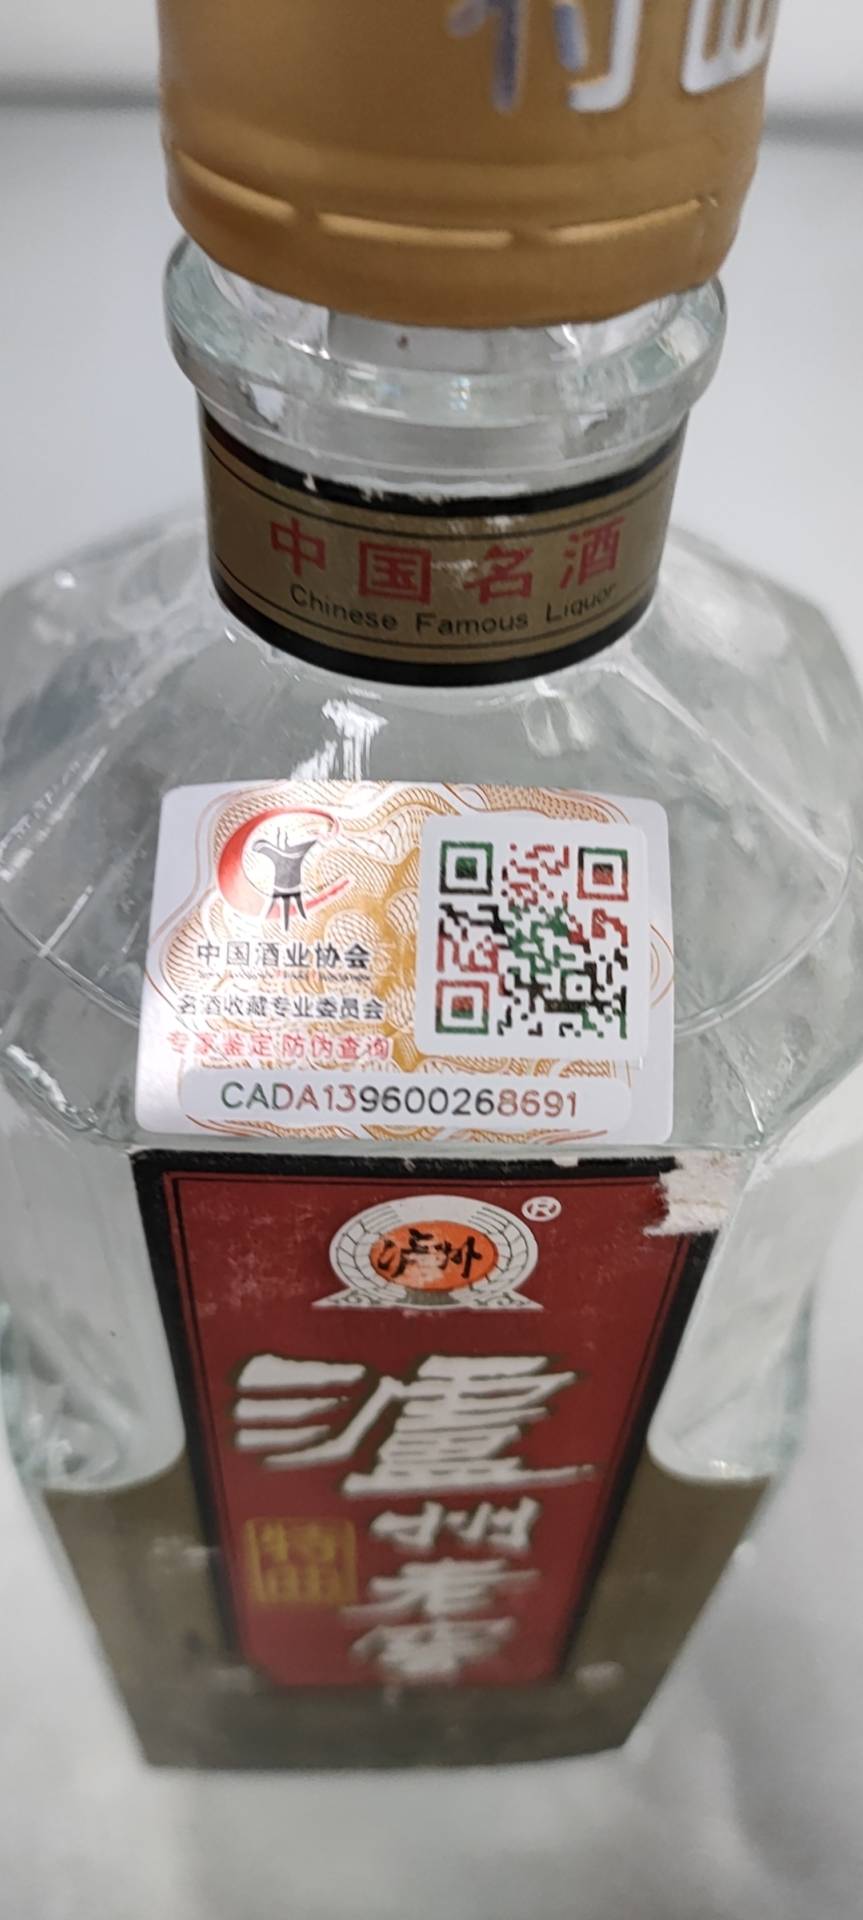 特曲
中国名酒
Chinese Famous Liquor
中国酒业协会
名酒收藏专业委员会
专家鉴定 防伪查询
CADA139600268691
泸州
®
瀘州老窖
特曲